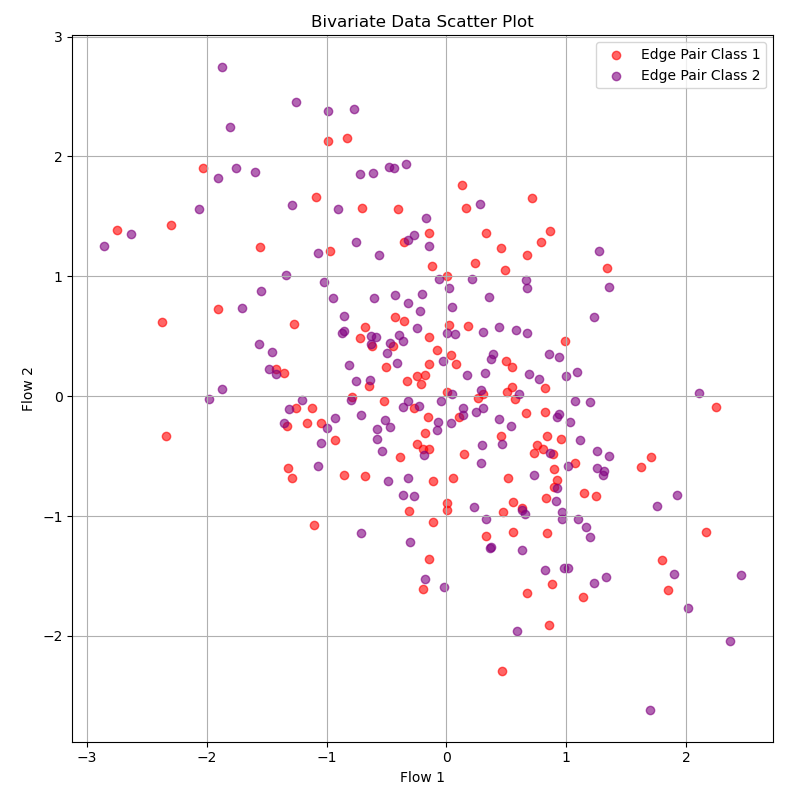 Bivariate Data Scatter Plot
Edge Pair Class 1
Edge Pair Class 2
3
2
1
0
−1
−2
Flow 2
−3
−2
−1
0
1
2
Flow 1